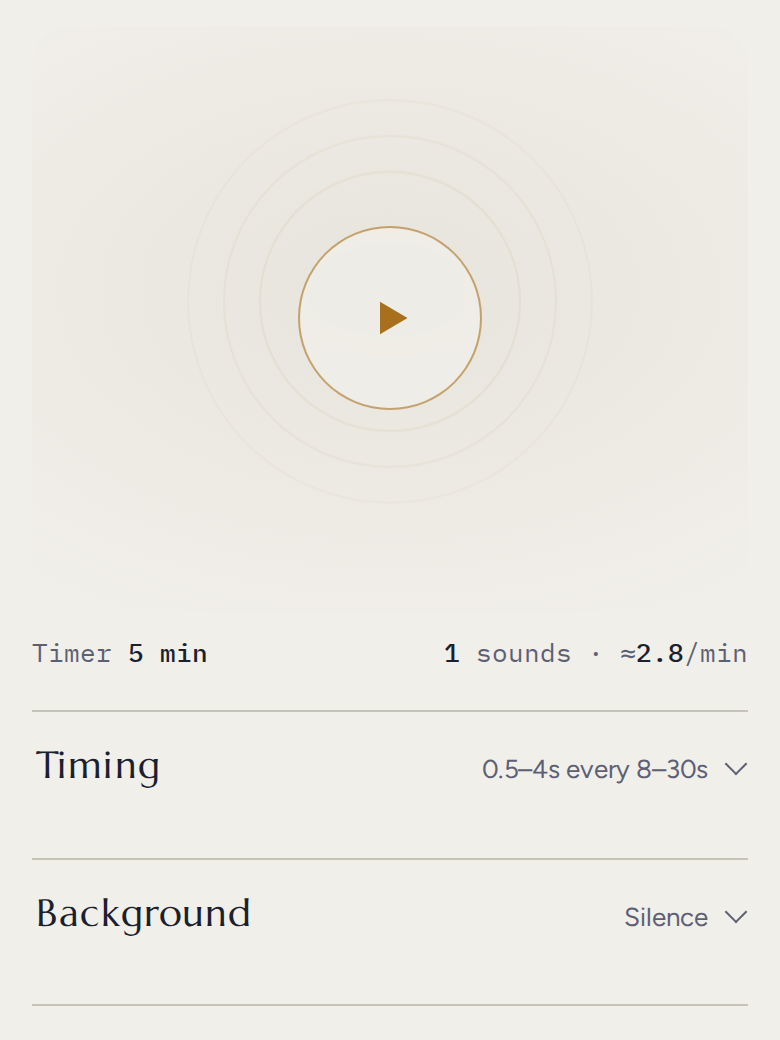 Timer 5 min
1 sounds · ≈2.8/min
Timing
0.5–4s every 8–30s
Background
Silence